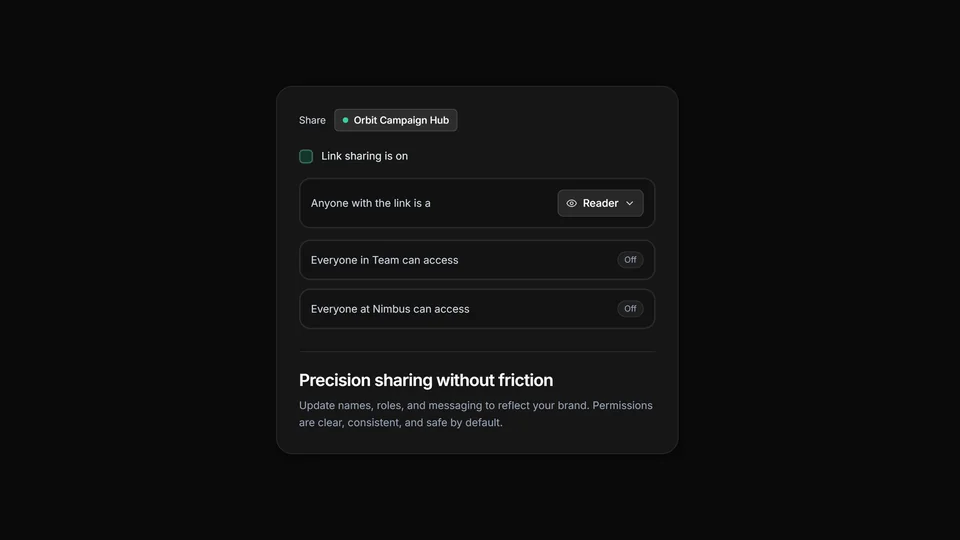 Share Orbit Campaign Hub
Link sharing is on
Anyone with the link is a Reader
Everyone in Team can access Off
Everyone at Nimbus can access Off
Precision sharing without friction
Update names, roles, and messaging to reflect your brand. Permissions
are clear, consistent, and safe by default.